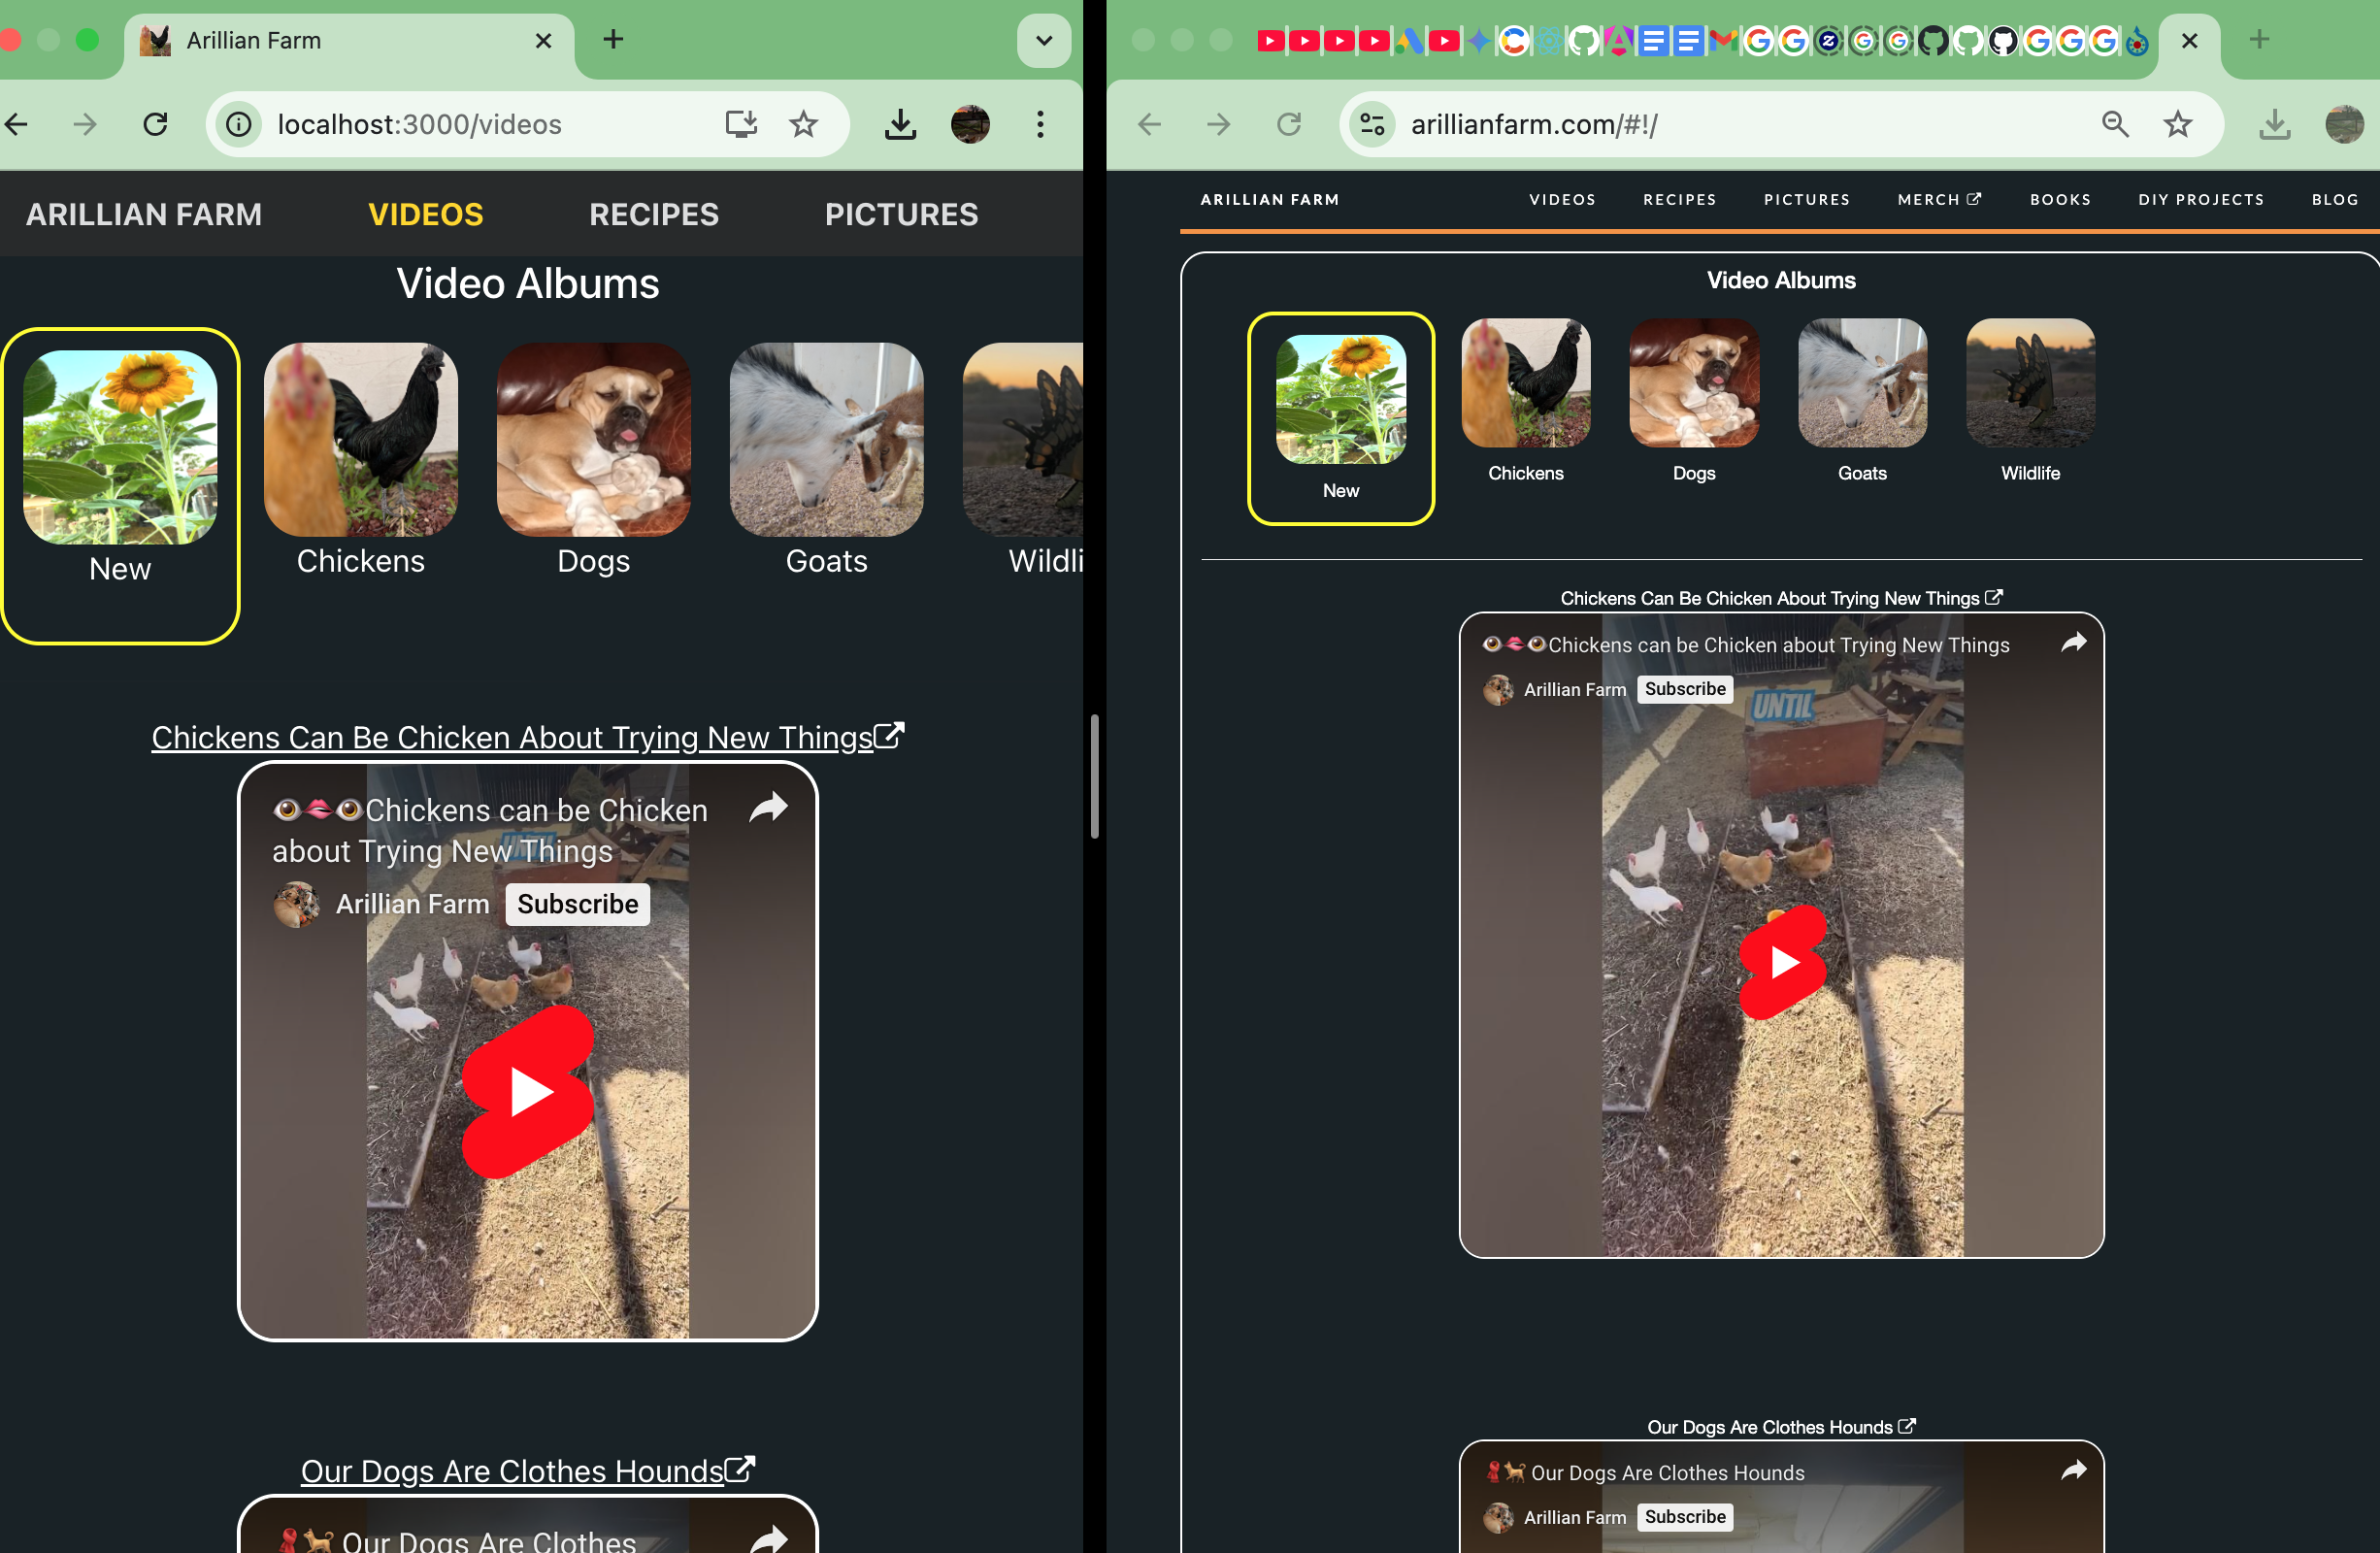 Arillian Farm
localhost:3000/videos
ARILLIAN FARM VIDEOS RECIPES PICTURES
Video Albums
New
Chickens
Dogs
Goats
Wildli
Chickens Can Be Chicken About Trying New Things
👁️👄👁️Chickens can be Chicken
about Trying New Things
UNTIL
Arillian Farm Subscribe
Our Dogs Are Clothes Hounds
🧣🐕 Our Dogs Are Clothes
arillianfarm.com/#!/
ARILLIAN FARM VIDEOS RECIPES PICTURES MERCH BOOKS DIY PROJECTS BLOG
Video Albums
New
Chickens
Dogs
Goats
Wildlife
Chickens Can Be Chicken About Trying New Things
👁️👄👁️Chickens can be Chicken about Trying New Things
Arillian Farm Subscribe
UNTIL
Our Dogs Are Clothes Hounds
🧣🐕 Our Dogs Are Clothes Hounds
Arillian Farm Subscribe